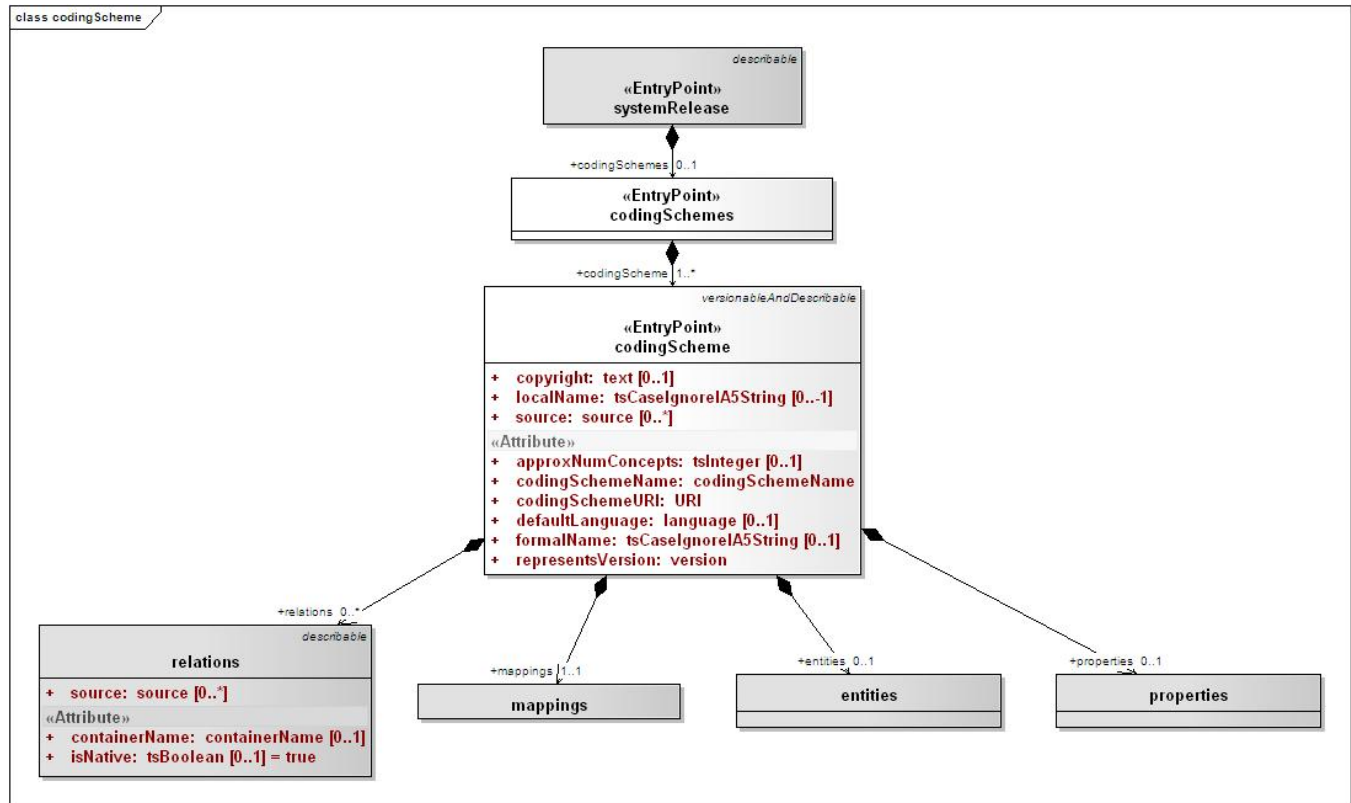 class codingScheme
describable
«EntryPoint»
systemRelease
+codingSchemes 0..1
«EntryPoint»
codingSchemes
+codingScheme 1..*
versionableAndDescribable
«EntryPoint»
codingScheme
+ copyright: text [0..1]
+ localName: tsCaseIgnoreIA5String [0..-1]
+ source: source [0..*]
«Attribute»
+ approxNumConcepts: tsInteger [0..1]
+ codingSchemeName: codingSchemeName
+ codingSchemeURI: URI
+ defaultLanguage: language [0..1]
+ formalName: tsCaseIgnoreIA5String [0..1]
+ representsVersion: version
+relations 0..*
describable
relations
+ source: source [0..*]
«Attribute»
+ containerName: containerName [0..1]
+ isNative: tsBoolean [0..1] = true
+mappings 1..1
mappings
+entities 0..1
entities
+properties 0..1
properties